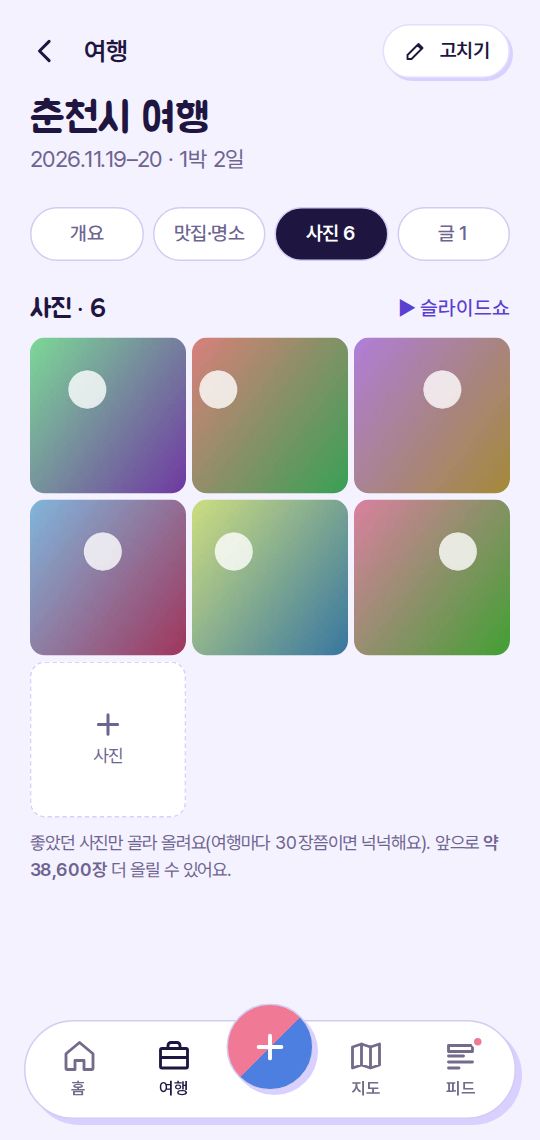 여행
고치기
춘천시 여행
2026.11.19–20 · 1박 2일
개요
맛집·명소
사진 6
글 1
사진 · 6
▶ 슬라이드쇼
사진
좋았던 사진만 골라 올려요(여행마다 30장쯤이면 넉넉해요). 앞으로 약
38,600장 더 올릴 수 있어요.
홈
여행
지도
피드